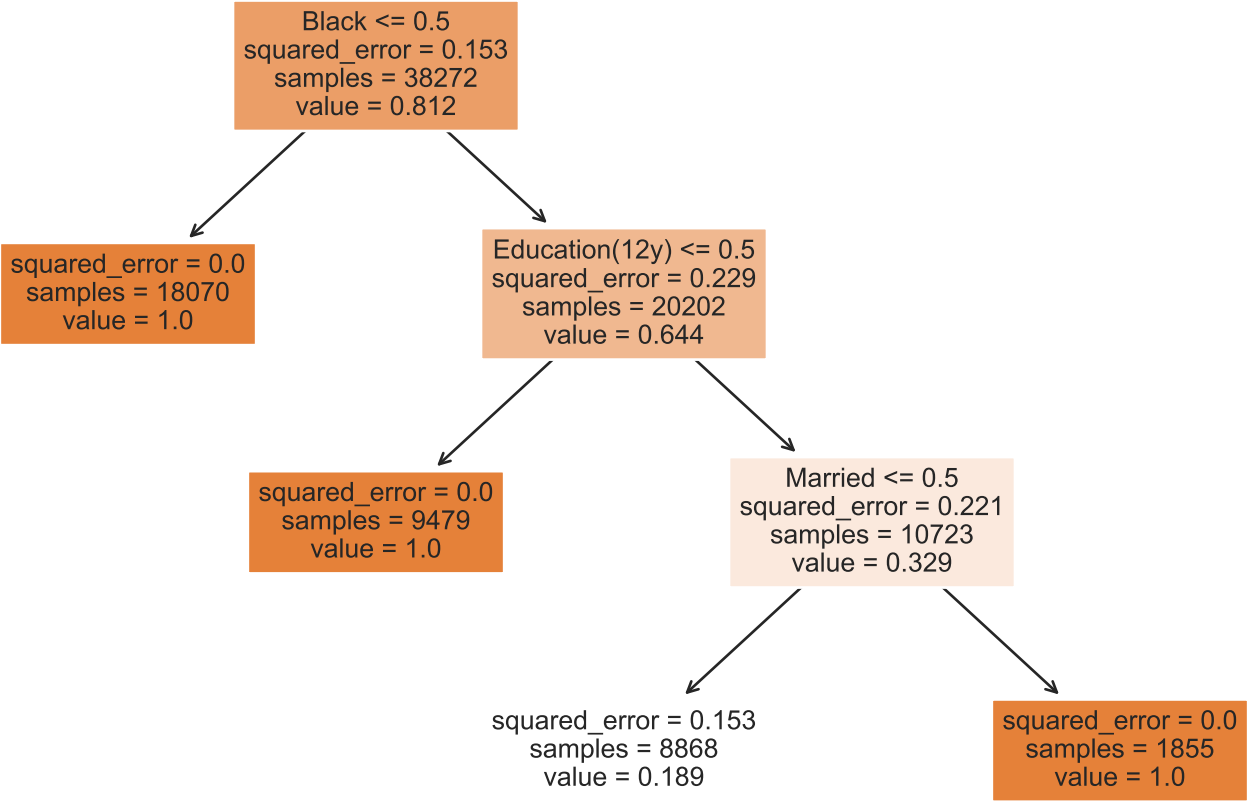 Black <= 0.5
squared_error = 0.153
samples = 38272
value = 0.812
squared_error = 0.0
samples = 18070
value = 1.0
Education(12y) <= 0.5
squared_error = 0.229
samples = 20202
value = 0.644
squared_error = 0.0
samples = 9479
value = 1.0
Married <= 0.5
squared_error = 0.221
samples = 10723
value = 0.329
squared_error = 0.153
samples = 8868
value = 0.189
squared_error = 0.0
samples = 1855
value = 1.0